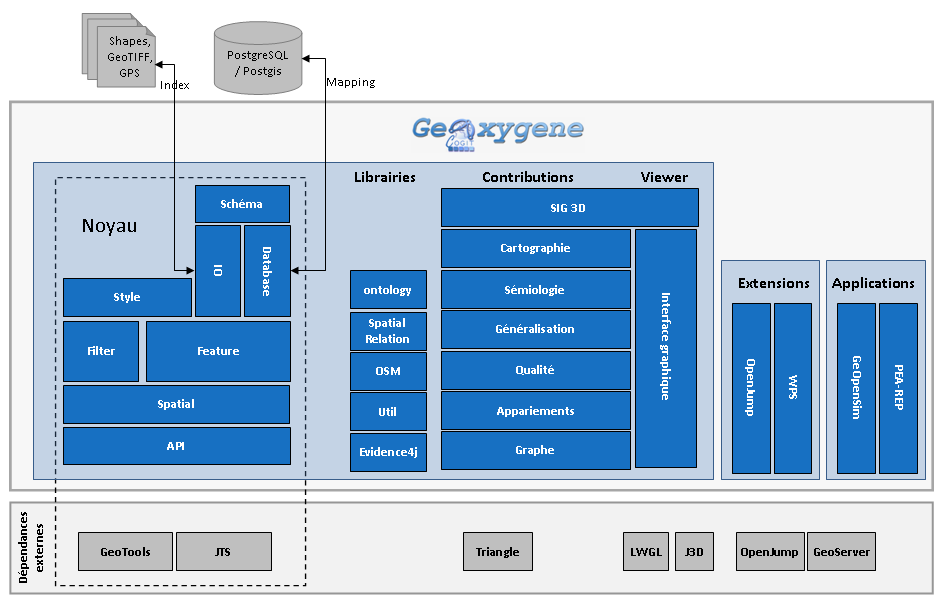 Shapes,
GeoTIFF,
GPS
PostgreSQL
/ Postgis
Index
Mapping
GeOxygene
COGIT
Librairies
Contributions
Viewer
Noyau
Schéma
IO
Database
Style
Filter
Feature
Spatial
API
ontology
Spatial
Relation
OSM
Util
Evidence4j
SIG 3D
Cartographie
Sémiologie
Généralisation
Qualité
Appariements
Graphe
Interface graphique
Extensions
OpenJump
WPS
Applications
GeOpenSim
PEA-REP
Dépendances
externes
GeoTools
JTS
Triangle
LWGL
J3D
OpenJump
GeoServer